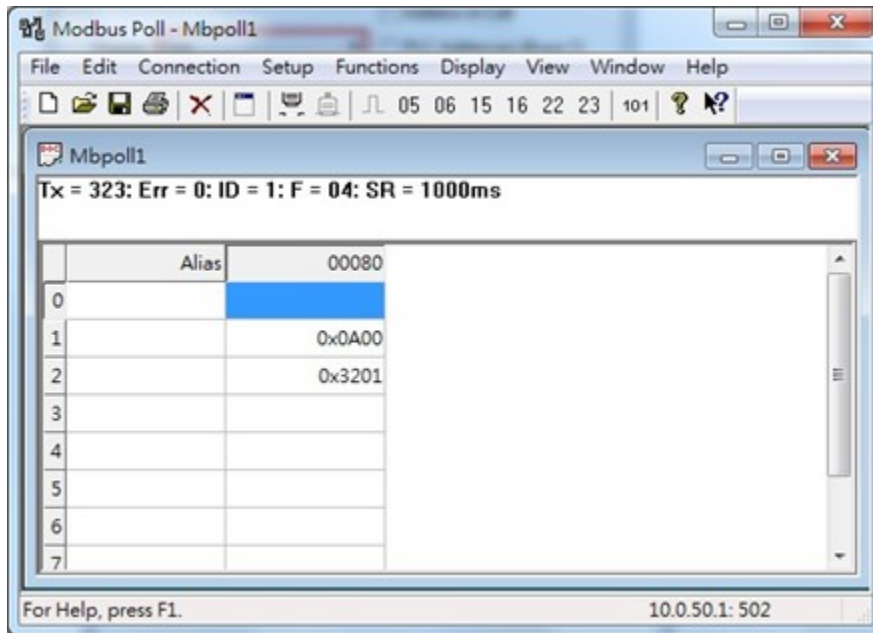 Modbus Poll - Mbpoll1
File Edit Connection Setup Functions Display View Window Help
05 06 15 16 22 23 101
Mbpoll1
Tx = 323: Err = 0: ID = 1: F = 04: SR = 1000ms
Alias 00080
0
1 0x0A00
2 0x3201
3
4
5
6
7
For Help, press F1. 10.0.50.1: 502